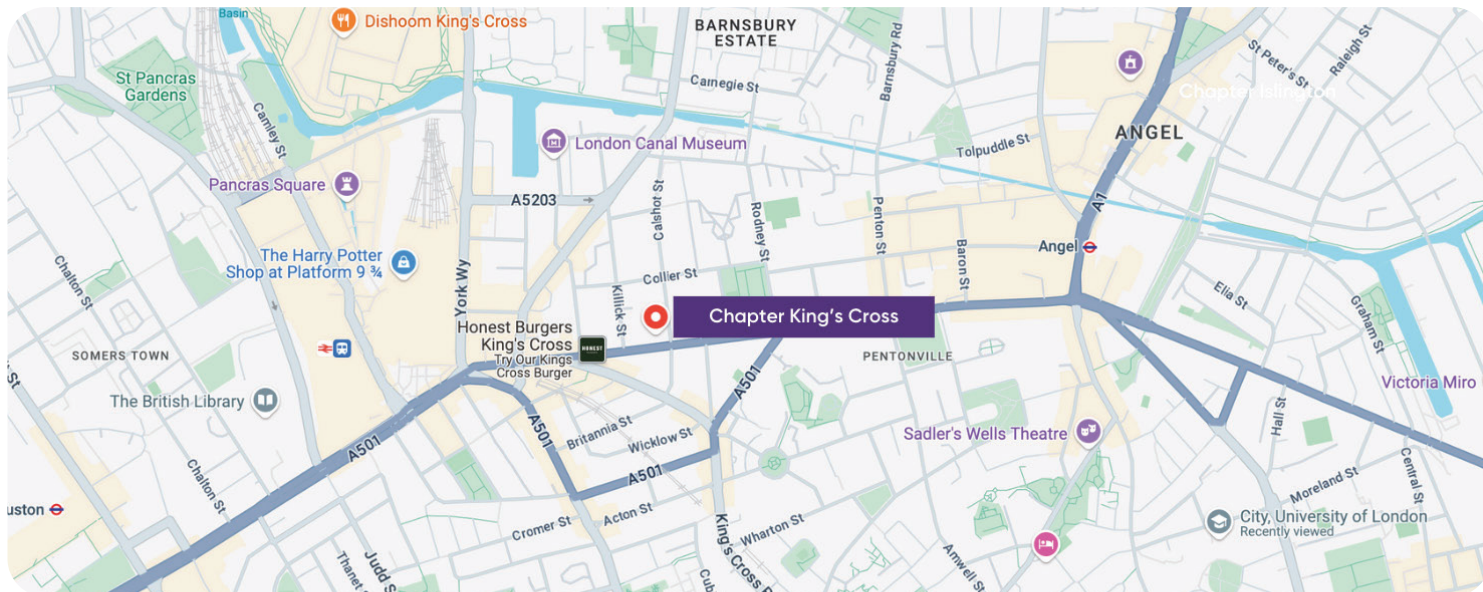 Basin
Dishoom King's Cross
BARNSBURY
ESTATE
Barnsbury Rd
St Peter's St
Raleigh St
Chapter Islington
St Pancras
Gardens
Camley St
Carnegie St
ANGEL
London Canal Museum
Tolpuddle St
Pancras Square
A5203
Calshot St
Rodney St
Penton St
A1
The Harry Potter
Shop at Platform 9 ¾
Chalton St
York Wy
Collier St
Baron St
Angel
Elia St
Graham St
Killick St
Chapter King's Cross
Honest Burgers
King's Cross
Try Our Kings
Cross Burger
HONEST
SOMERS TOWN
PENTONVILLE
Victoria Miro
The British Library
A501
A501
A501
A501
Britannia St
Wicklow St
Sadler's Wells Theatre
Hall St
Chalton St
Central St
Moreland St
uston
Cromer St
Acton St
Wharton St
King's Cross R
City, University of London
Recently viewed
Judd S
Thanet
Cub
Amwell St